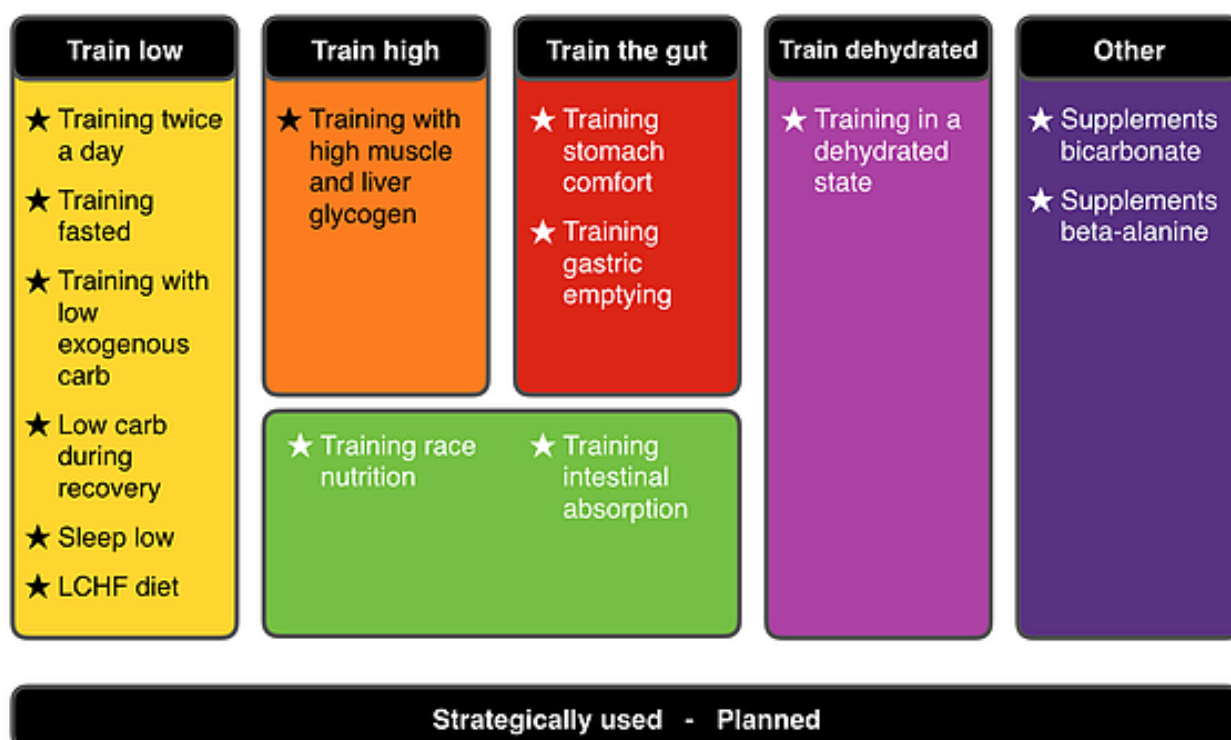 Train low
★ Training twice
a day
★ Training
fasted
★ Training with
low
exogenous
carb
★ Low carb
during
recovery
★ Sleep low
★ LCHF diet
Train high
★ Training with
high muscle
and liver
glycogen
Train the gut
★ Training
stomach
comfort
★ Training
gastric
emptying
★ Training race
nutrition
★ Training
intestinal
absorption
Train dehydrated
★ Training in a
dehydrated
state
Other
★ Supplements
bicarbonate
★ Supplements
beta-alanine
Strategically used - Planned